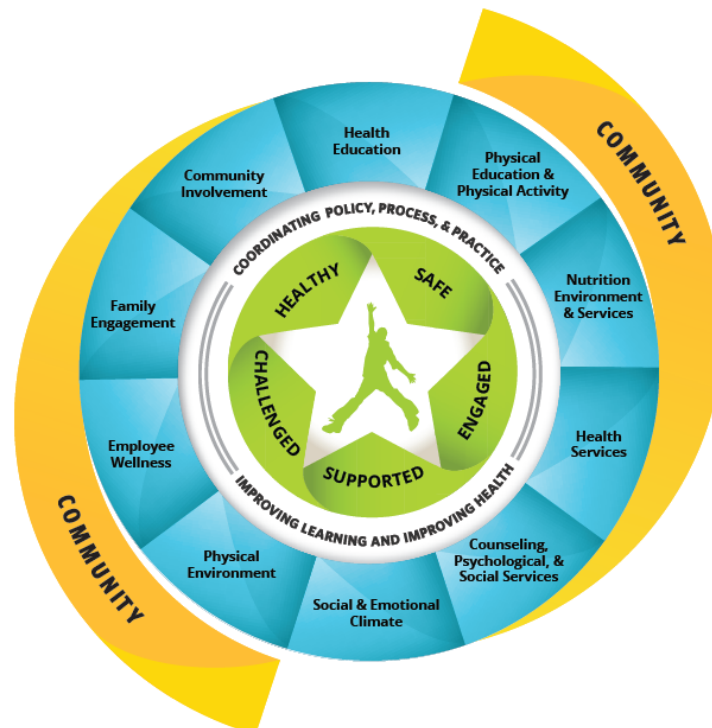 COMMUNITY
Health
Education
Physical
Education &
Physical Activity
Nutrition
Environment
& Services
Health
Services
Counseling,
Psychological, &
Social Services
Social & Emotional
Climate
Physical
Environment
Employee
Wellness
Family
Engagement
Community
Involvement
COORDINATING POLICY, PROCESS, & PRACTICE
IMPROVING LEARNING AND IMPROVING HEALTH
HEALTHY
SAFE
ENGAGED
SUPPORTED
CHALLENGED
COMMUNITY